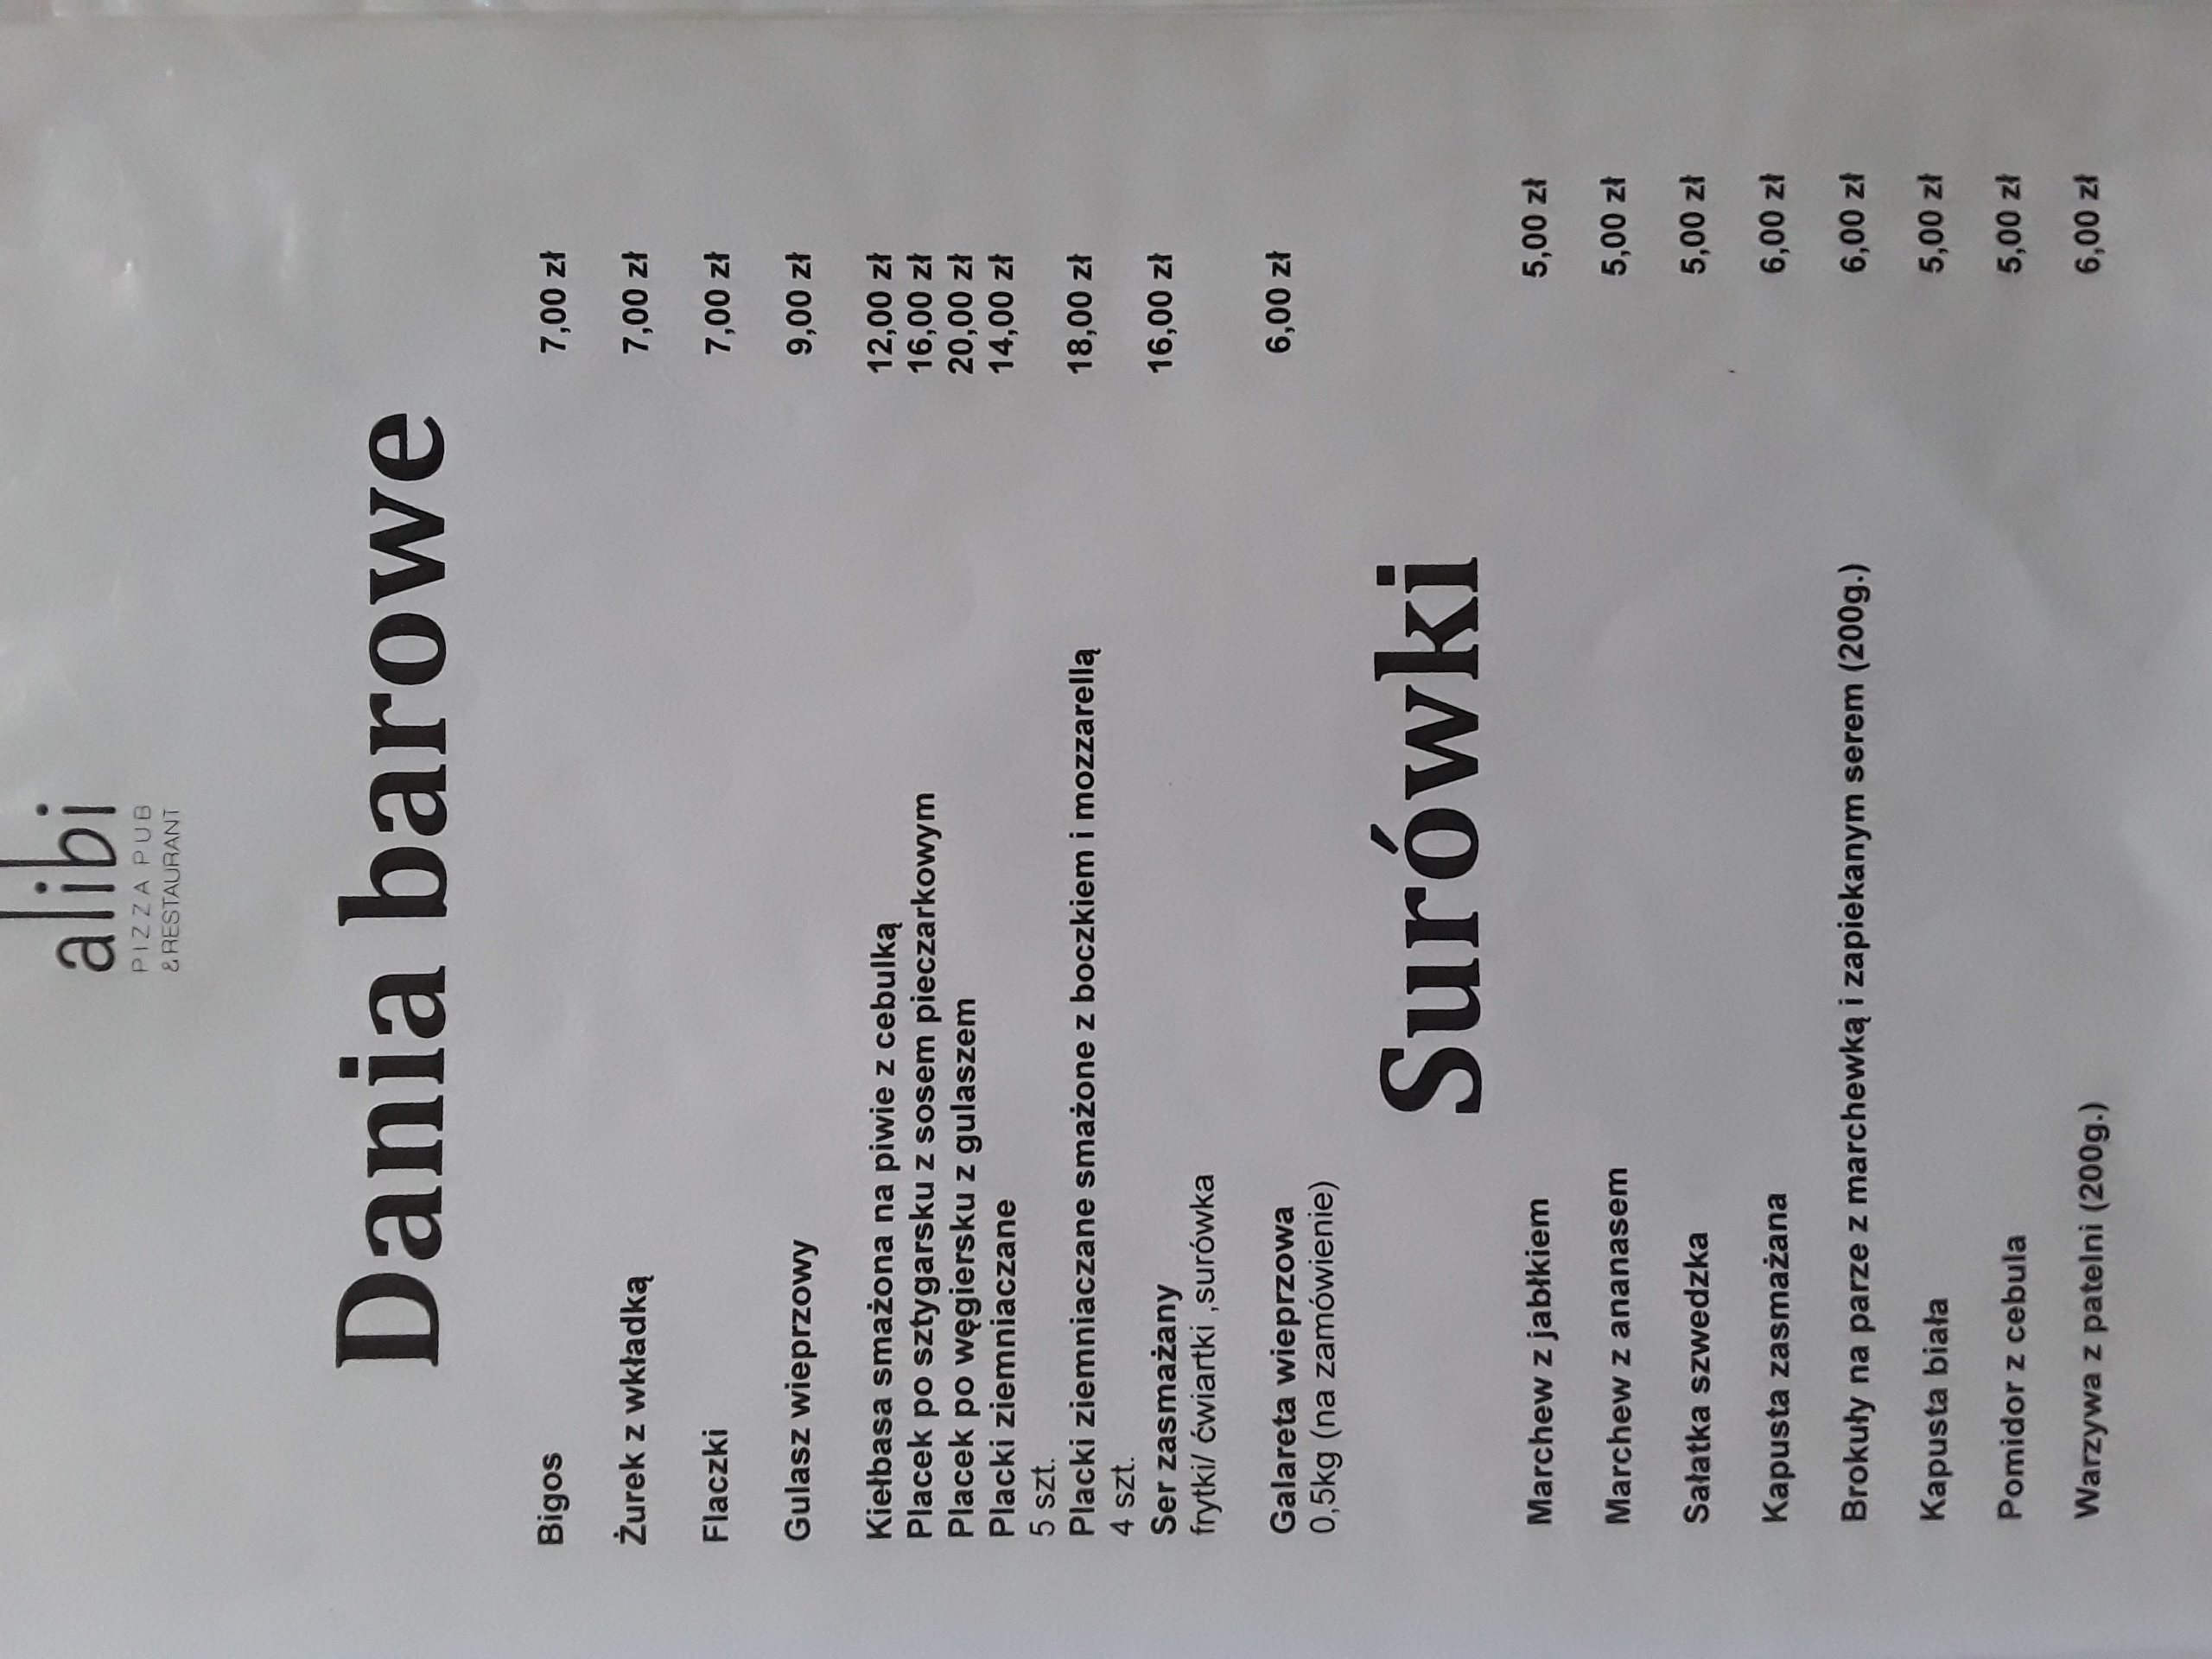 alibi
PIZZA PUB
& RESTAURANT
Dania barowe
Bigos 7,00 zł
Żurek z wkładką 7,00 zł
Flaczki 7,00 zł
Gulasz wieprzowy 9,00 zł
Kiełbasa smażona na piwie z cebulką 12,00 zł
Placek po sztygarsku z sosem pieczarkowym 16,00 zł
Placek po węgiersku z gulaszem 20,00 zł
Placki ziemniaczane 14,00 zł
5 szt.
Placki ziemniaczane smażone z boczkiem i mozzarellą 18,00 zł
4 szt.
Ser zasmażany 16,00 zł
frytki/ ćwiartki ,surówka
Galareta wieprzowa 6,00 zł
0,5kg (na zamówienie)
Surówki
Marchew z jabłkiem 5,00 zł
Marchew z ananasem 5,00 zł
Sałatka szwedzka 5,00 zł
Kapusta zasmażana 6,00 zł
Brokuły na parze z marchewką i zapiekanym serem (200g.) 6,00 zł
Kapusta biała 5,00 zł
Pomidor z cebula 5,00 zł
Warzywa z patelni (200g.) 6,00 zł